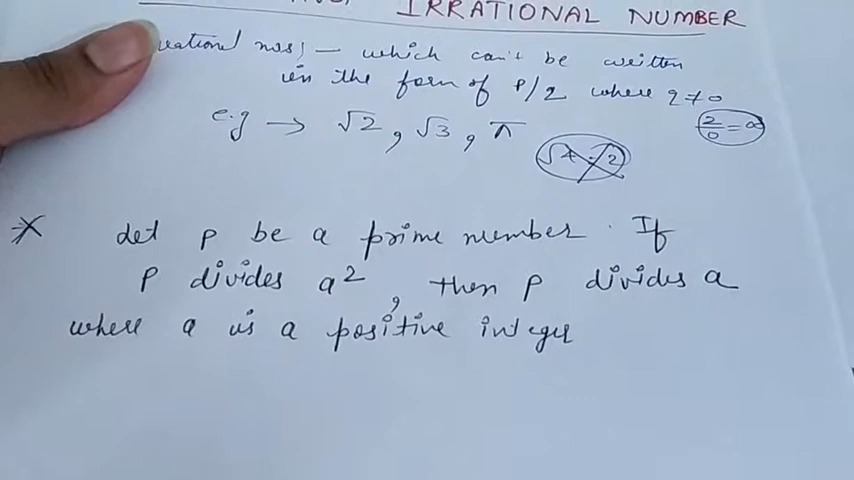 IRRATIONAL NUMBER
rational nos; — which can't be written
in the form of P/2 where q≠0
e.g → √2, √3, π √4 = 2 2/0 = ∞
* Let p be a prime number. If
p divides a², then p divides a
where a is a positive integer